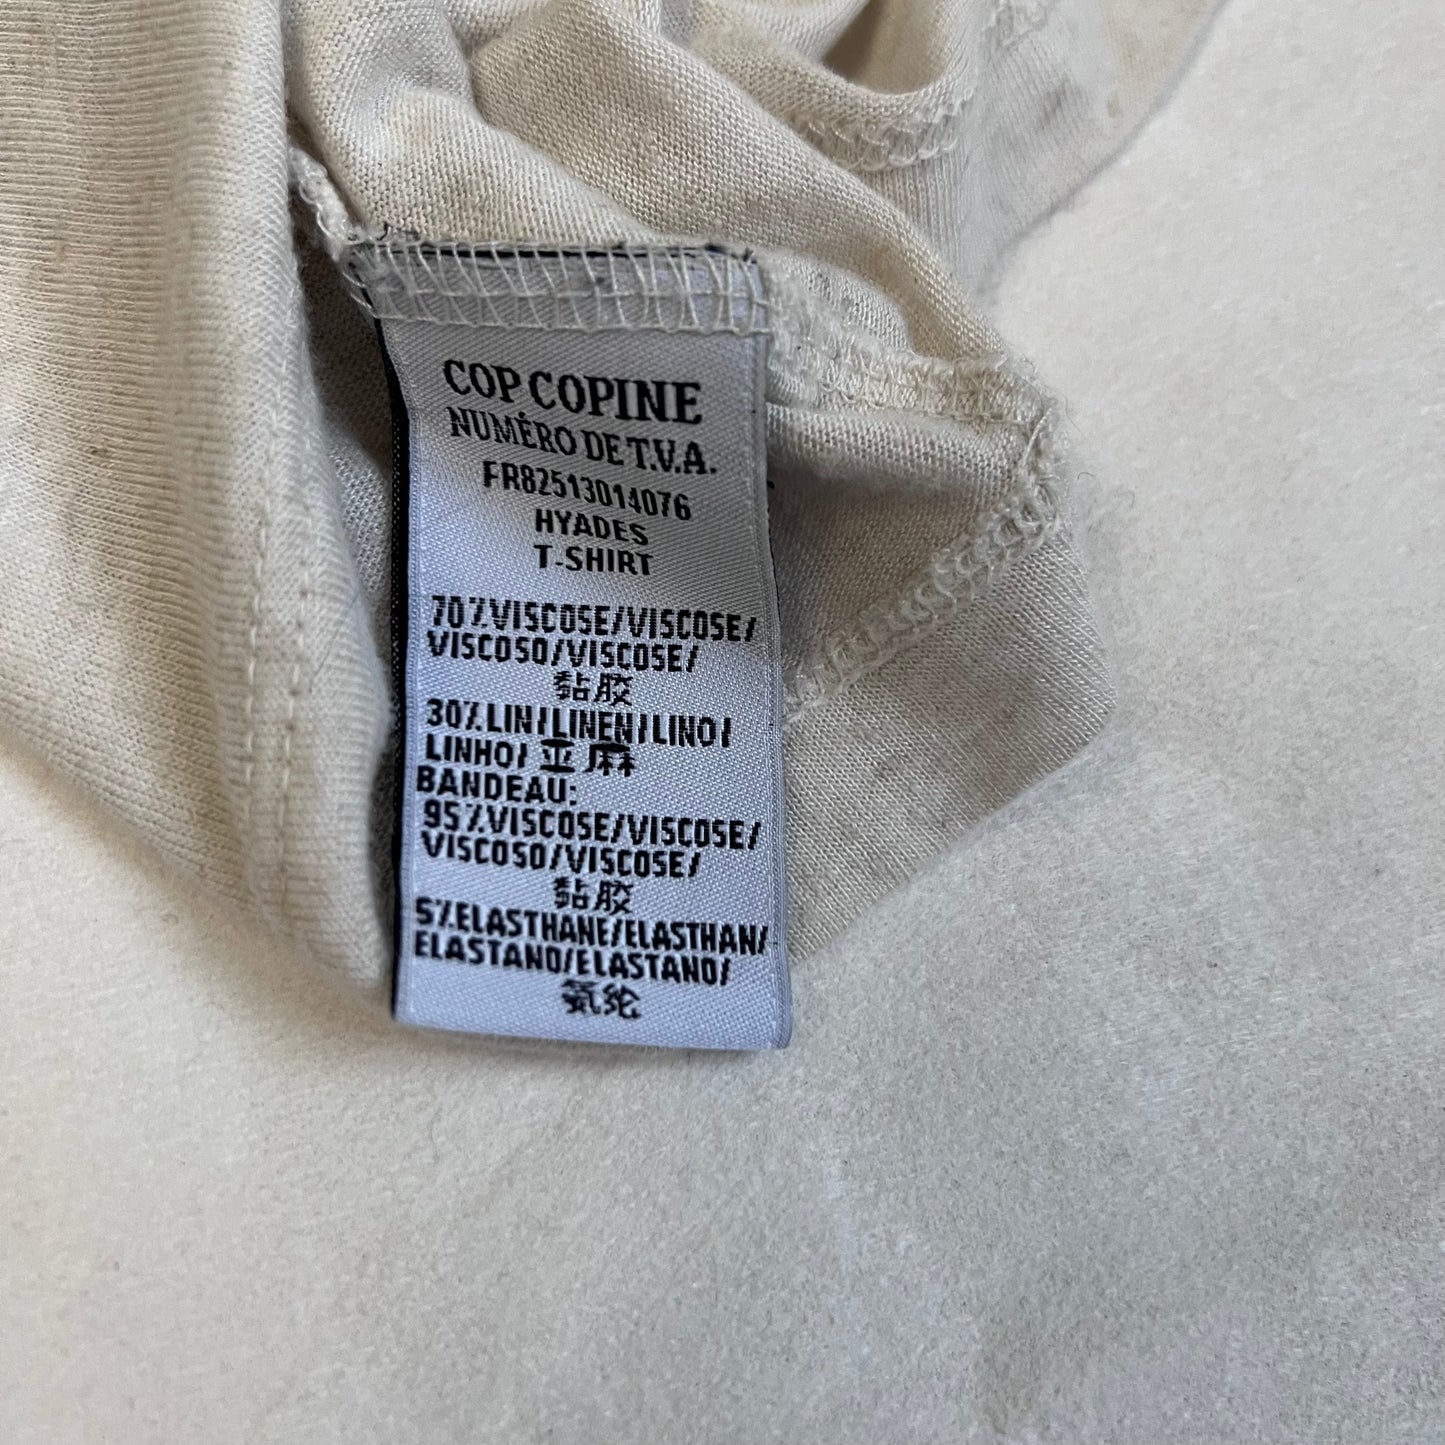 COP COPINE
NUMÉRO DE T.V.A.
FR82513014076
HYADES
T-SHIRT
70%VISCOSE/VISCOSE/
VISCOSO/VISCOSE/
黏胶
30%LIN/LINEN/LINO/
LINHO/亚麻
BANDEAU:
95%VISCOSE/VISCOSE/
VISCOSO/VISCOSE/
黏胶
5%ELASTHANE/ELASTHAN/
ELASTANO/ELASTANO/
氨纶